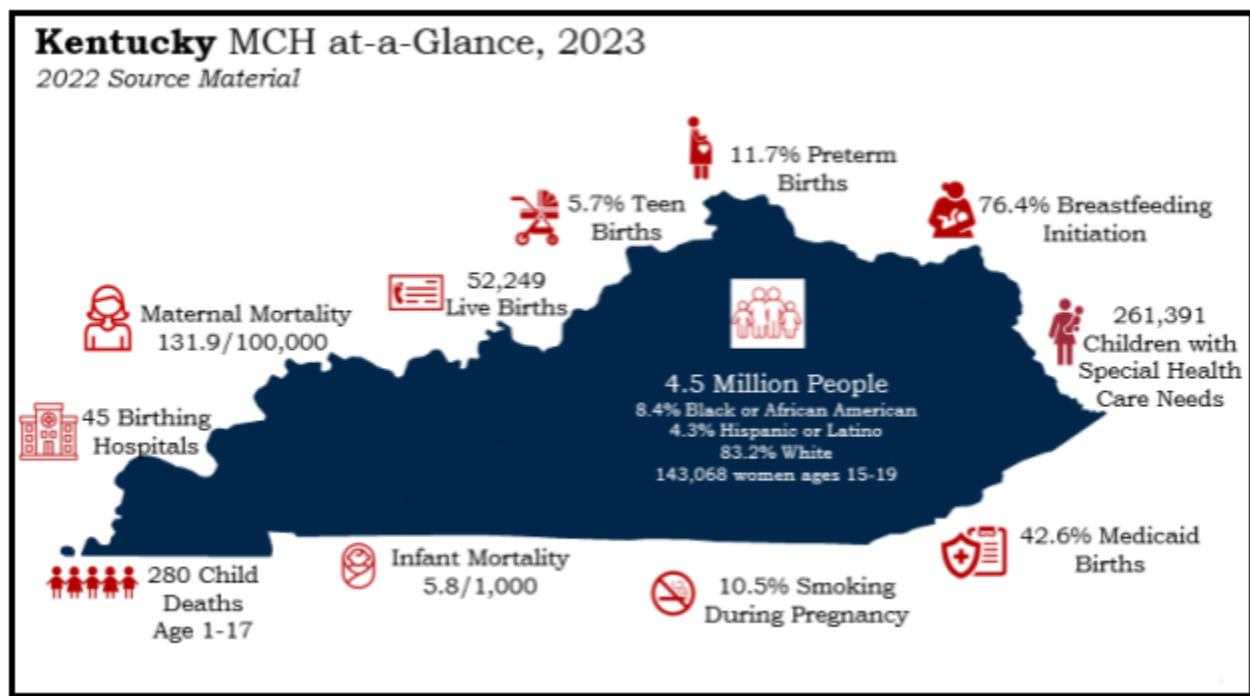 Kentucky MCH at-a-Glance, 2023
2022 Source Material
11.7% Preterm
Births
5.7% Teen
Births
76.4% Breastfeeding
Initiation
52,249
Live Births
Maternal Mortality
131.9/100,000
261,391
Children with
Special Health
Care Needs
4.5 Million People
8.4% Black or African American
4.3% Hispanic or Latino
83.2% White
143,068 women ages 15-19
45 Birthing
Hospitals
42.6% Medicaid
Births
Infant Mortality
5.8/1,000
280 Child
Deaths
Age 1-17
10.5% Smoking
During Pregnancy